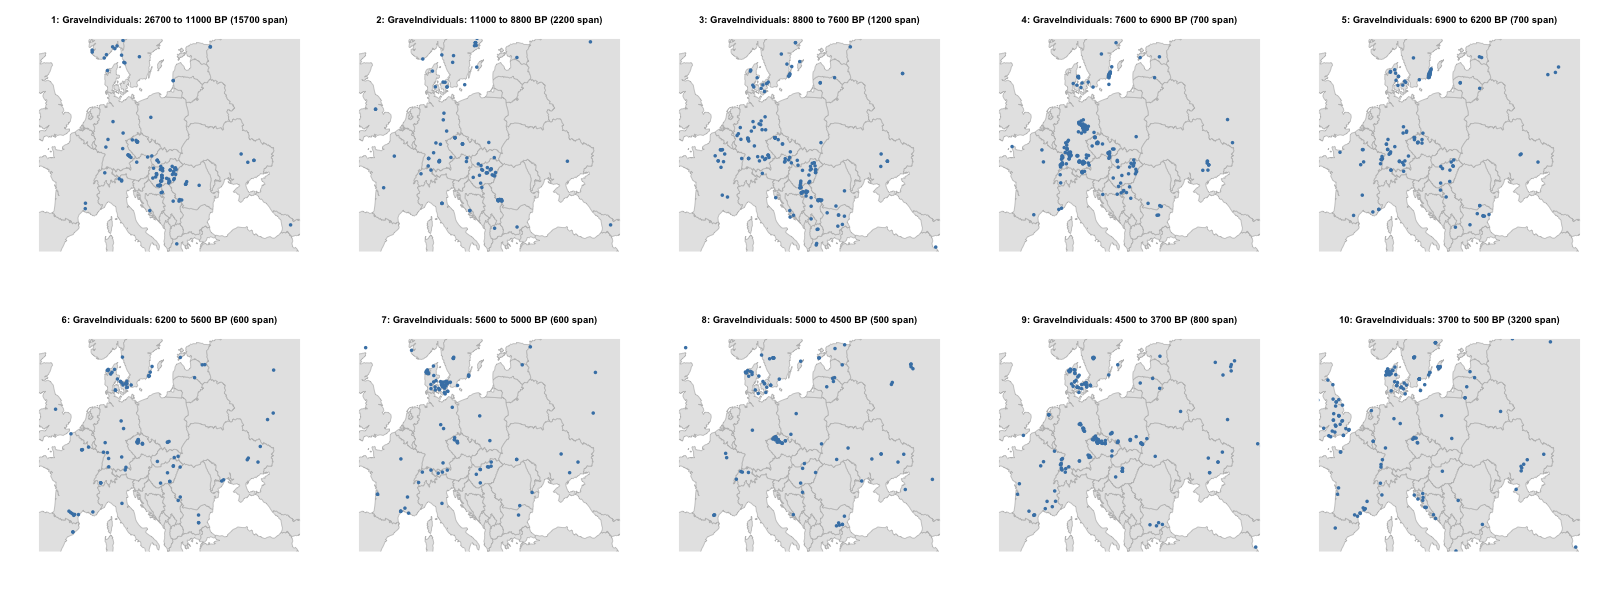 1: GraveIndividuals: 26700 to 11000 BP (15700 span)
2: GraveIndividuals: 11000 to 8800 BP (2200 span)
3: GraveIndividuals: 8800 to 7600 BP (1200 span)
4: GraveIndividuals: 7600 to 6900 BP (700 span)
5: GraveIndividuals: 6900 to 6200 BP (700 span)
6: GraveIndividuals: 6200 to 5600 BP (600 span)
7: GraveIndividuals: 5600 to 5000 BP (600 span)
8: GraveIndividuals: 5000 to 4500 BP (500 span)
9: GraveIndividuals: 4500 to 3700 BP (800 span)
10: GraveIndividuals: 3700 to 500 BP (3200 span)